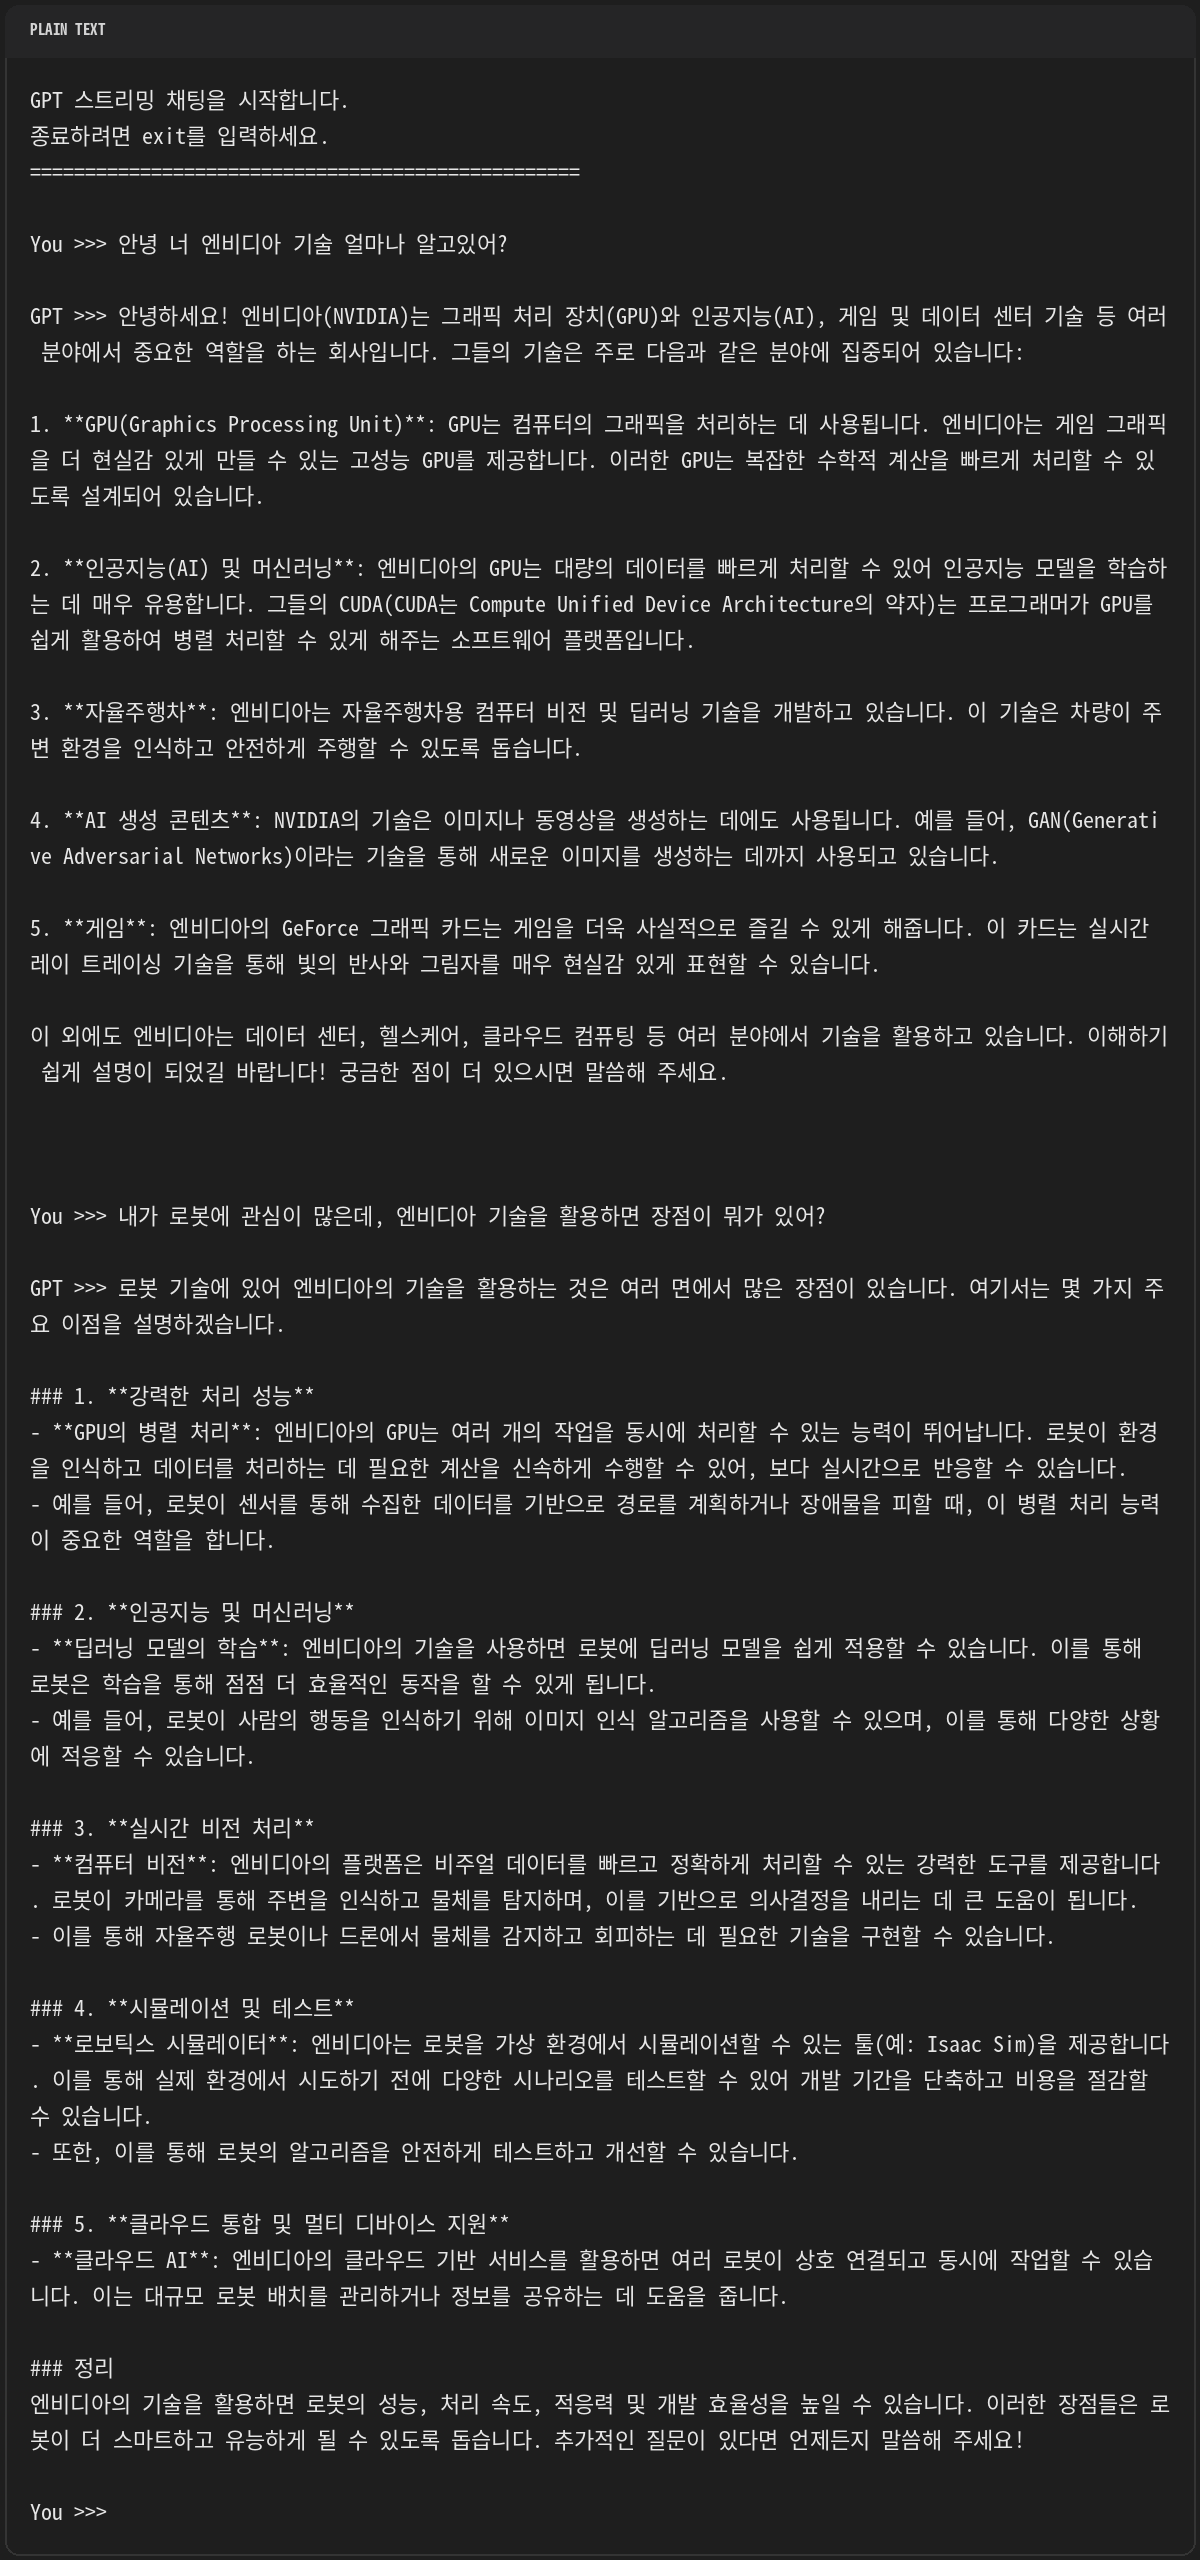 PLAIN TEXT
GPT 스트리밍 채팅을 시작합니다.
종료하려면 exit를 입력하세요.
==================================================
You >>> 안녕 너 엔비디아 기술 얼마나 알고있어?
GPT >>> 안녕하세요! 엔비디아(NVIDIA)는 그래픽 처리 장치(GPU)와 인공지능(AI), 게임 및 데이터 센터 기술 등 여러
분야에서 중요한 역할을 하는 회사입니다. 그들의 기술은 주로 다음과 같은 분야에 집중되어 있습니다:
1. **GPU(Graphics Processing Unit)**: GPU는 컴퓨터의 그래픽을 처리하는 데 사용됩니다. 엔비디아는 게임 그래픽
을 더 현실감 있게 만들 수 있는 고성능 GPU를 제공합니다. 이러한 GPU는 복잡한 수학적 계산을 빠르게 처리할 수 있
도록 설계되어 있습니다.
2. **인공지능(AI) 및 머신러닝**: 엔비디아의 GPU는 대량의 데이터를 빠르게 처리할 수 있어 인공지능 모델을 학습하
는 데 매우 유용합니다. 그들의 CUDA(CUDA는 Compute Unified Device Architecture의 약자)는 프로그래머가 GPU를
쉽게 활용하여 병렬 처리할 수 있게 해주는 소프트웨어 플랫폼입니다.
3. **자율주행차**: 엔비디아는 자율주행차용 컴퓨터 비전 및 딥러닝 기술을 개발하고 있습니다. 이 기술은 차량이 주
변 환경을 인식하고 안전하게 주행할 수 있도록 돕습니다.
4. **AI 생성 콘텐츠**: NVIDIA의 기술은 이미지나 동영상을 생성하는 데에도 사용됩니다. 예를 들어, GAN(Generati
ve Adversarial Networks)이라는 기술을 통해 새로운 이미지를 생성하는 데까지 사용되고 있습니다.
5. **게임**: 엔비디아의 GeForce 그래픽 카드는 게임을 더욱 사실적으로 즐길 수 있게 해줍니다. 이 카드는 실시간
레이 트레이싱 기술을 통해 빛의 반사와 그림자를 매우 현실감 있게 표현할 수 있습니다.
이 외에도 엔비디아는 데이터 센터, 헬스케어, 클라우드 컴퓨팅 등 여러 분야에서 기술을 활용하고 있습니다. 이해하기
쉽게 설명이 되었길 바랍니다! 궁금한 점이 더 있으시면 말씀해 주세요.
You >>> 내가 로봇에 관심이 많은데, 엔비디아 기술을 활용하면 장점이 뭐가 있어?
GPT >>> 로봇 기술에 있어 엔비디아의 기술을 활용하는 것은 여러 면에서 많은 장점이 있습니다. 여기서는 몇 가지 주
요 이점을 설명하겠습니다.
### 1. **강력한 처리 성능**
- **GPU의 병렬 처리**: 엔비디아의 GPU는 여러 개의 작업을 동시에 처리할 수 있는 능력이 뛰어납니다. 로봇이 환경
을 인식하고 데이터를 처리하는 데 필요한 계산을 신속하게 수행할 수 있어, 보다 실시간으로 반응할 수 있습니다.
- 예를 들어, 로봇이 센서를 통해 수집한 데이터를 기반으로 경로를 계획하거나 장애물을 피할 때, 이 병렬 처리 능력
이 중요한 역할을 합니다.
### 2. **인공지능 및 머신러닝**
- **딥러닝 모델의 학습**: 엔비디아의 기술을 사용하면 로봇에 딥러닝 모델을 쉽게 적용할 수 있습니다. 이를 통해
로봇은 학습을 통해 점점 더 효율적인 동작을 할 수 있게 됩니다.
- 예를 들어, 로봇이 사람의 행동을 인식하기 위해 이미지 인식 알고리즘을 사용할 수 있으며, 이를 통해 다양한 상황
에 적응할 수 있습니다.
### 3. **실시간 비전 처리**
- **컴퓨터 비전**: 엔비디아의 플랫폼은 비주얼 데이터를 빠르고 정확하게 처리할 수 있는 강력한 도구를 제공합니다
. 로봇이 카메라를 통해 주변을 인식하고 물체를 탐지하며, 이를 기반으로 의사결정을 내리는 데 큰 도움이 됩니다.
- 이를 통해 자율주행 로봇이나 드론에서 물체를 감지하고 회피하는 데 필요한 기술을 구현할 수 있습니다.
### 4. **시뮬레이션 및 테스트**
- **로보틱스 시뮬레이터**: 엔비디아는 로봇을 가상 환경에서 시뮬레이션할 수 있는 툴(예: Isaac Sim)을 제공합니다
. 이를 통해 실제 환경에서 시도하기 전에 다양한 시나리오를 테스트할 수 있어 개발 기간을 단축하고 비용을 절감할
수 있습니다.
- 또한, 이를 통해 로봇의 알고리즘을 안전하게 테스트하고 개선할 수 있습니다.
### 5. **클라우드 통합 및 멀티 디바이스 지원**
- **클라우드 AI**: 엔비디아의 클라우드 기반 서비스를 활용하면 여러 로봇이 상호 연결되고 동시에 작업할 수 있습
니다. 이는 대규모 로봇 배치를 관리하거나 정보를 공유하는 데 도움을 줍니다.
### 정리
엔비디아의 기술을 활용하면 로봇의 성능, 처리 속도, 적응력 및 개발 효율성을 높일 수 있습니다. 이러한 장점들은 로
봇이 더 스마트하고 유능하게 될 수 있도록 돕습니다. 추가적인 질문이 있다면 언제든지 말씀해 주세요!
You >>>